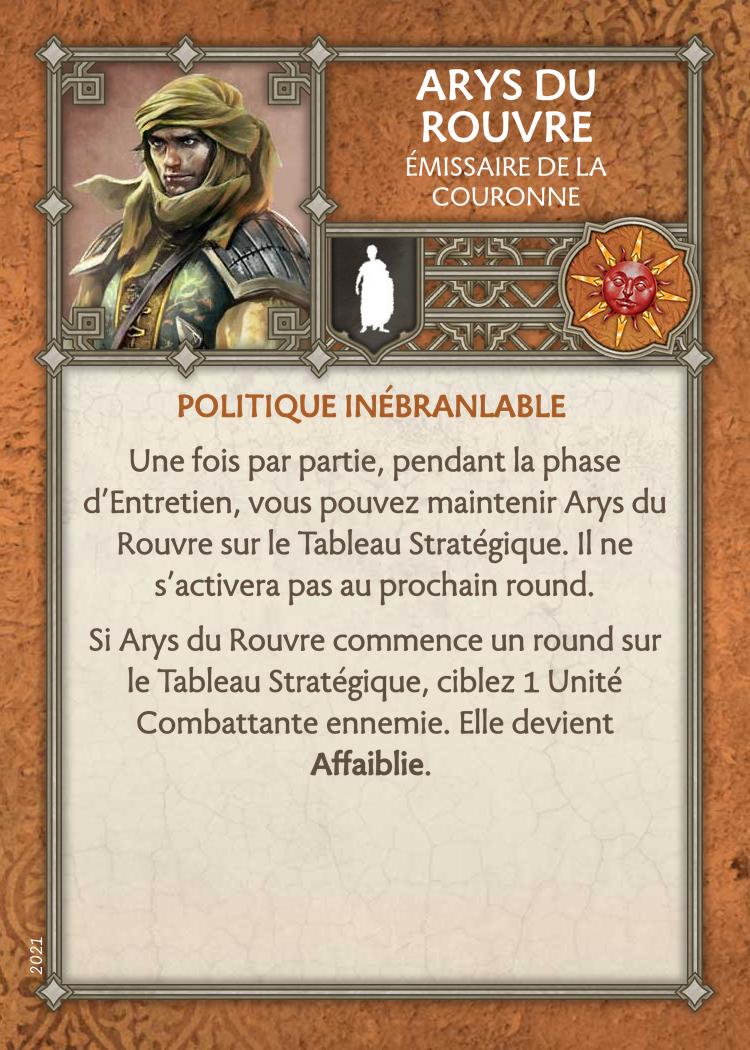 ARYS DU
ROUVRE
ÉMISSAIRE DE LA
COURONNE
POLITIQUE INÉBRANLABLE
Une fois par partie, pendant la phase
d’Entretien, vous pouvez maintenir Arys du
Rouvre sur le Tableau Stratégique. Il ne
s’activera pas au prochain round.
Si Arys du Rouvre commence un round sur
le Tableau Stratégique, ciblez 1 Unité
Combattante ennemie. Elle devient
Affaiblie.
2021